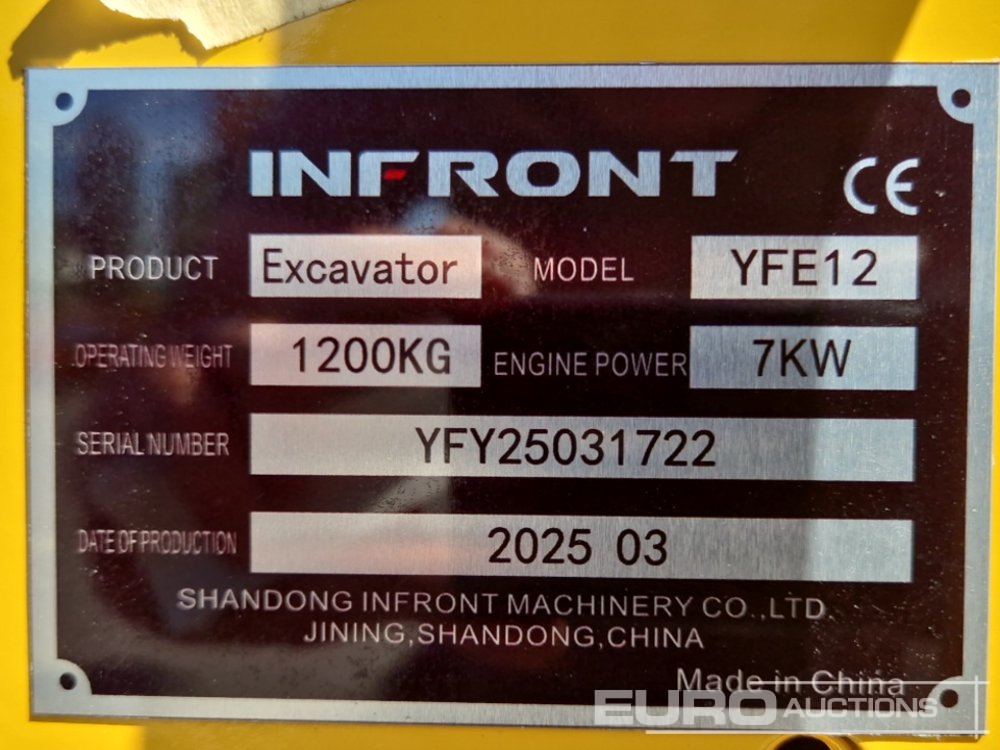 INFRONT CE
PRODUCT Excavator MODEL YFE12
OPERATING WEIGHT 1200KG ENGINE POWER 7KW
SERIAL NUMBER YFY25031722
DATE OF PRODUCTION 2025 03
SHANDONG INFRONT MACHINERY CO.,LTD.
JINING,SHANDONG,CHINA
Made in China
EURO AUCTIONS